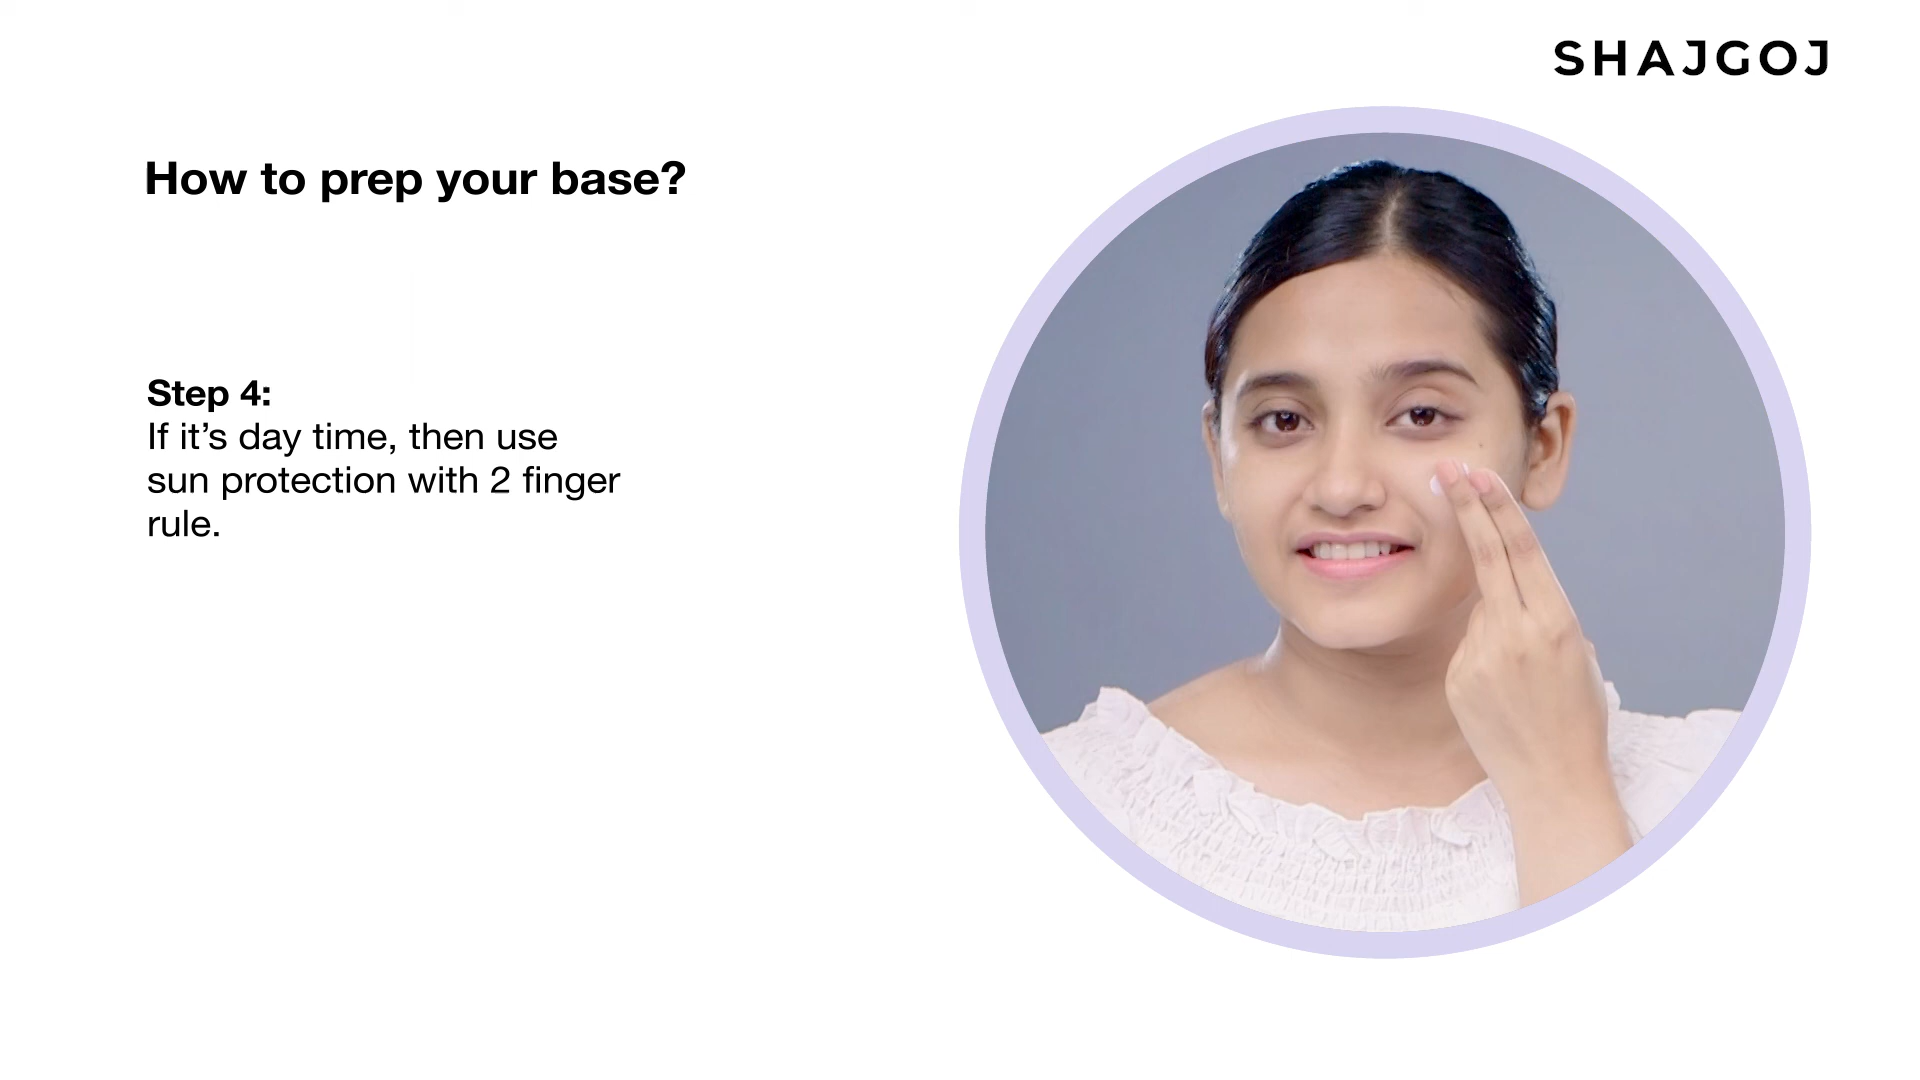 SHAJGOJ
How to prep your base?
Step 4:
If it’s day time, then use
sun protection with 2 finger
rule.